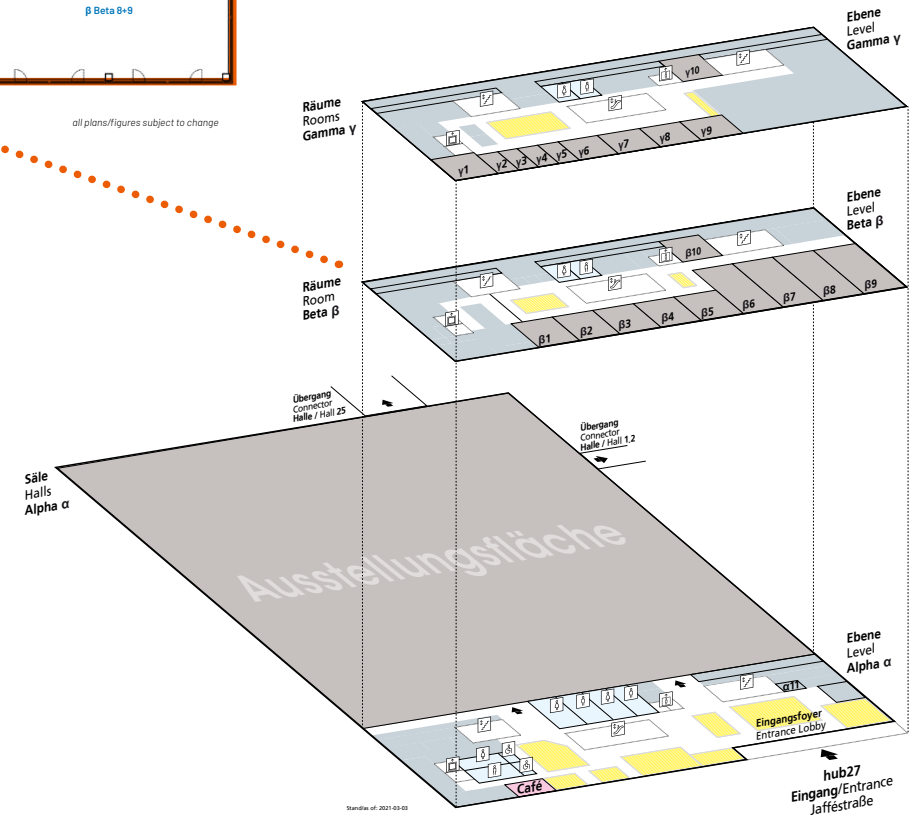 β Beta 8+9
all plans/figures subject to change
Ebene
Level
Gamma γ
Räume
Rooms
Gamma γ
γ10
γ1
γ2
γ3
γ4
γ5
γ6
γ7
γ8
γ9
Ebene
Level
Beta β
Räume
Room
Beta β
β10
β1
β2
β3
β4
β5
β6
β7
β8
β9
Übergang
Connector
Halle / Hall 25
Übergang
Connector
Halle / Hall 1.2
Säle
Halls
Alpha α
Ausstellungsfläche
Ebene
Level
Alpha α
α11
Eingangsfoyer
Entrance Lobby
Café
hub27
Eingang/Entrance
Jafféstraße
Stand/as of: 2021-03-03